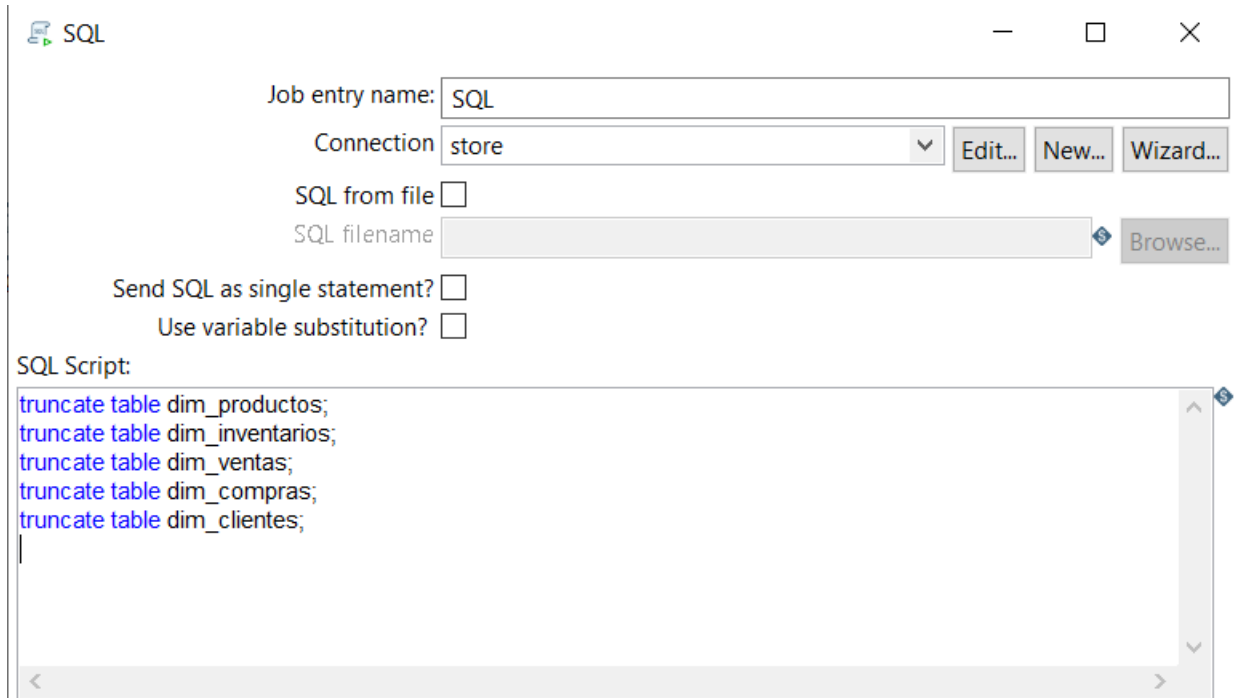 SQL
Job entry name: SQL
Connection store Edit... New... Wizard...
SQL from file
SQL filename Browse...
Send SQL as single statement?
Use variable substitution?
SQL Script:
truncate table dim_productos;
truncate table dim_inventarios;
truncate table dim_ventas;
truncate table dim_compras;
truncate table dim_clientes;